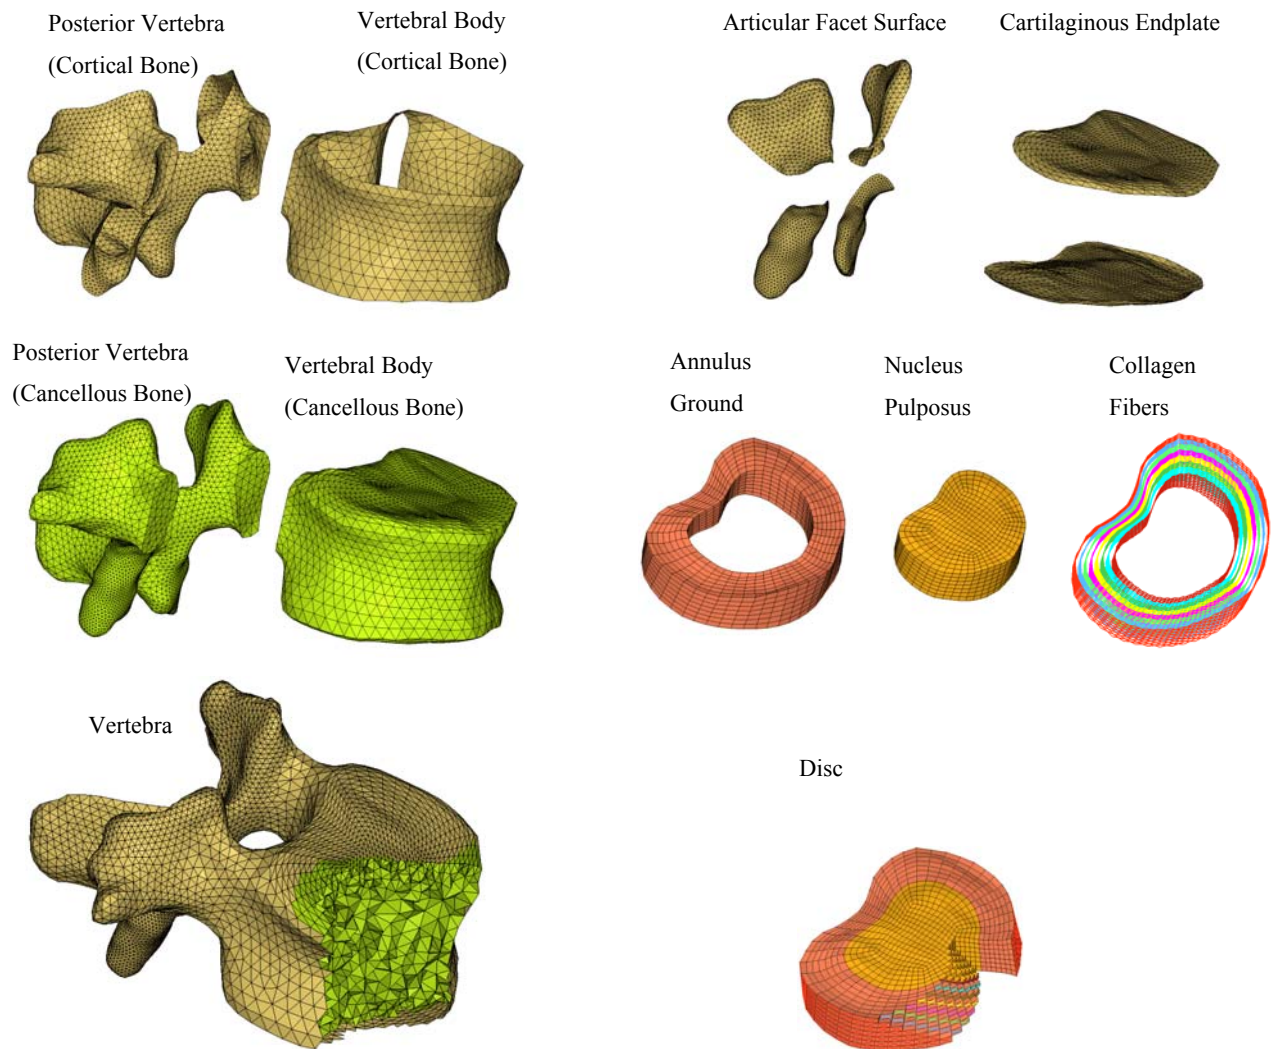 Posterior Vertebra
(Cortical Bone)
Vertebral Body
(Cortical Bone)
Articular Facet Surface
Cartilaginous Endplate
Posterior Vertebra
(Cancellous Bone)
Vertebral Body
(Cancellous Bone)
Annulus
Ground
Nucleus
Pulposus
Collagen
Fibers
Vertebra
Disc